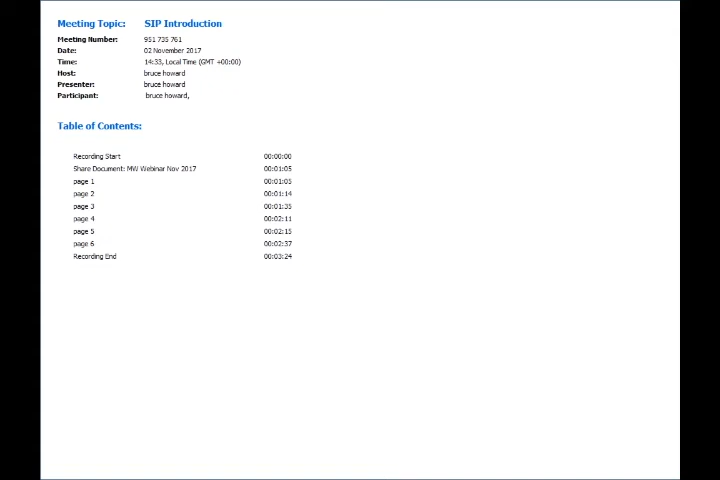 Meeting Topic: SIP Introduction
Meeting Number: 951 735 761
Date: 02 November 2017
Time: 14:33, Local Time (GMT +00:00)
Host: bruce howard
Presenter: bruce howard
Participant: bruce howard,
Table of Contents:
Recording Start 00:00:00
Share Document: MW Webinar Nov 2017 00:01:05
page 1 00:01:05
page 2 00:01:14
page 3 00:01:35
page 4 00:02:11
page 5 00:02:15
page 6 00:02:37
Recording End 00:03:24